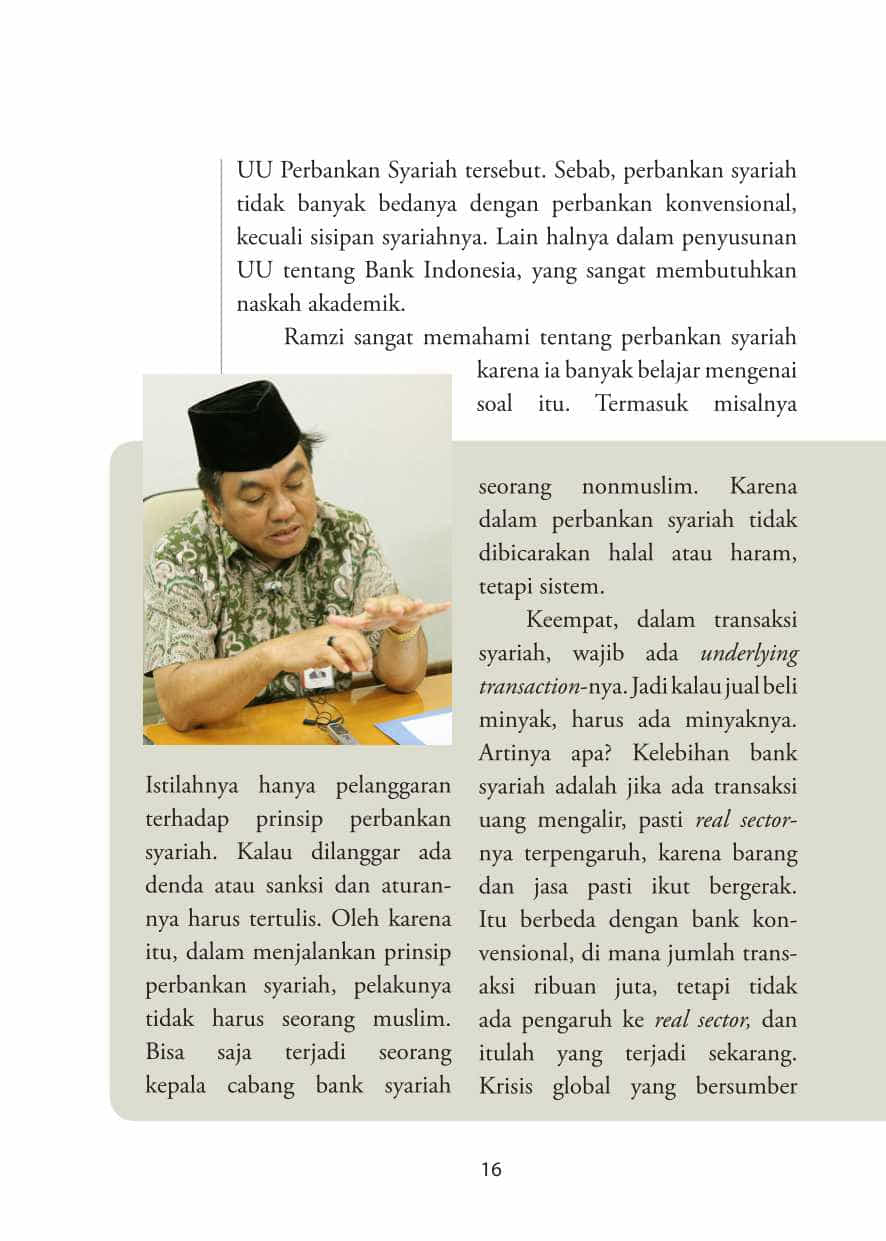 UU Perbankan Syariah tersebut. Sebab, perbankan syariah
tidak banyak bedanya dengan perbankan konvensional,
kecuali sisipan syariahnya. Lain halnya dalam penyusunan
UU tentang Bank Indonesia, yang sangat membutuhkan
naskah akademik.
Ramzi sangat memahami tentang perbankan syariah
karena ia banyak belajar mengenai
soal itu. Termasuk misalnya
Istilahnya hanya pelanggaran
terhadap prinsip perbankan
syariah. Kalau dilanggar ada
denda atau sanksi dan aturan-
nya harus tertulis. Oleh karena
itu, dalam menjalankan prinsip
perbankan syariah, pelakunya
tidak harus seorang muslim.
Bisa saja terjadi seorang
kepala cabang bank syariah
seorang nonmuslim. Karena
dalam perbankan syariah tidak
dibicarakan halal atau haram,
tetapi sistem.
Keempat, dalam transaksi
syariah, wajib ada underlying
transaction-nya. Jadi kalau jual beli
minyak, harus ada minyaknya.
Artinya apa? Kelebihan bank
syariah adalah jika ada transaksi
uang mengalir, pasti real sector-
nya terpengaruh, karena barang
dan jasa pasti ikut bergerak.
Itu berbeda dengan bank kon-
vensional, di mana jumlah trans-
aksi ribuan juta, tetapi tidak
ada pengaruh ke real sector, dan
itulah yang terjadi sekarang.
Krisis global yang bersumber
16